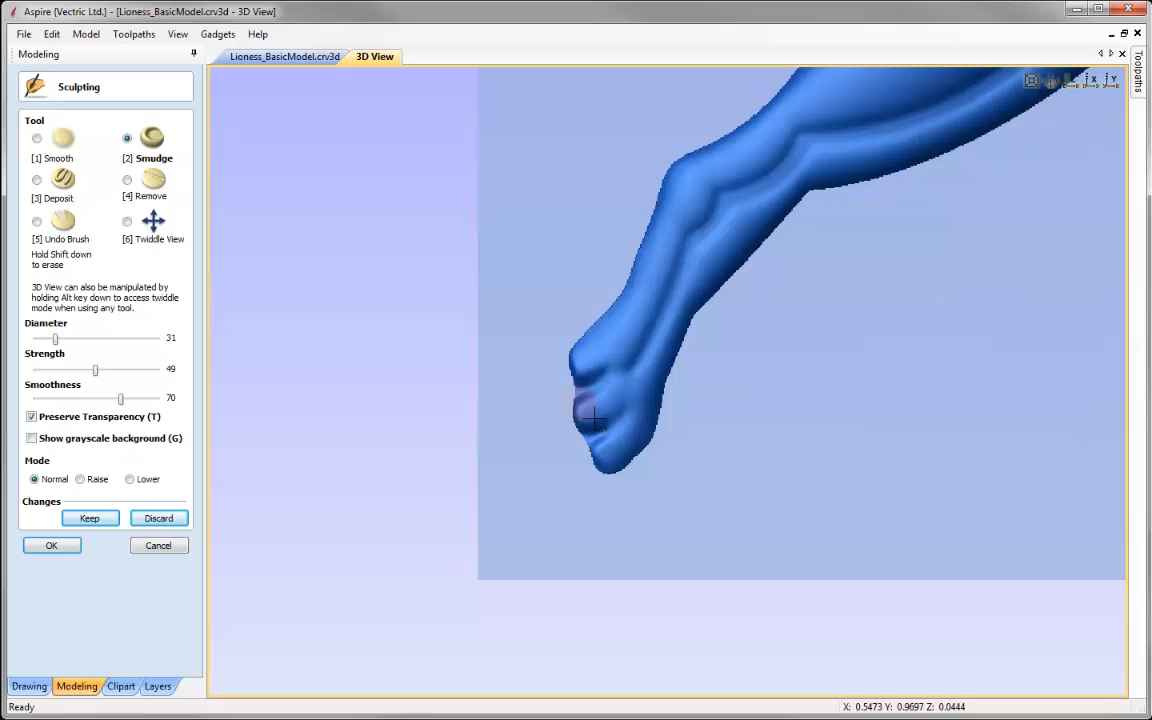 Aspire {Vectric Ltd.} - [Lioness_BasicModel.crv3d - 3D View]
File Edit Model Toolpaths View Gadgets Help
Modeling
Lioness_BasicModel.crv3d 3D View
Toolpaths
Sculpting
Tool
[1] Smooth [2] Smudge
[3] Deposit [4] Remove
[5] Undo Brush [6] Twiddle View
Hold Shift down
to erase
3D View can also be manipulated by
holding Alt key down to access twiddle
mode when using any tool.
Diameter
31
Strength
49
Smoothness
70
Preserve Transparency (T)
Show grayscale background (G)
Mode
Normal Raise Lower
Changes
Keep Discard
OK Cancel
Drawing Modeling Clipart Layers
Ready X: 0.5473 Y: 0.9697 Z: 0.0444